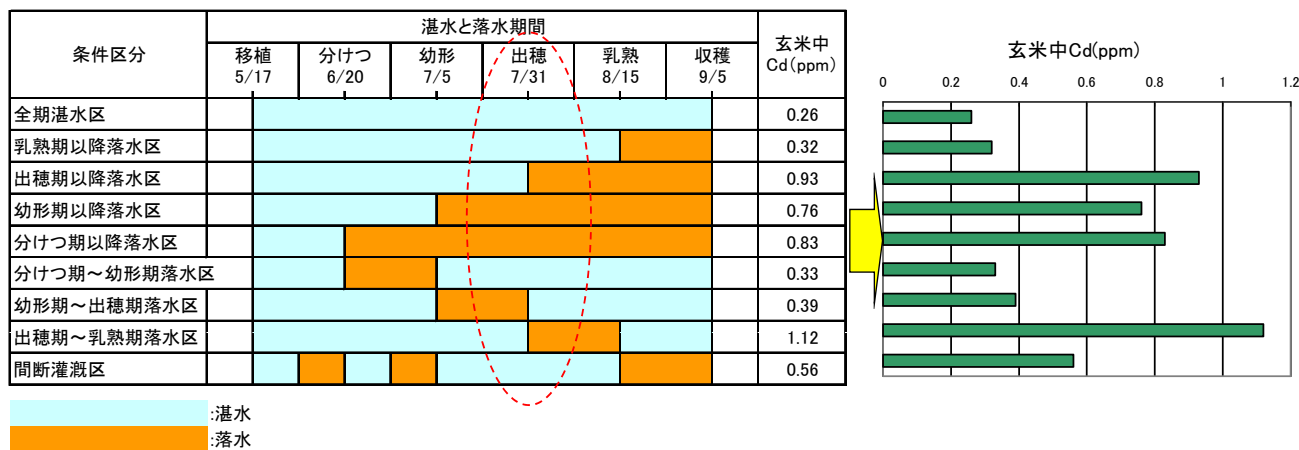 条件区分
湛水と落水期間
玄米中
Cd(ppm)
移植 分けつ 幼形 出穂 乳熟 収穫
5/17 6/20 7/5 7/31 8/15 9/5
全期湛水区 0.26
乳熟期以降落水区 0.32
出穂期以降落水区 0.93
幼形期以降落水区 0.76
分けつ期以降落水区 0.83
分けつ期～幼形期落水区 0.33
幼形期～出穂期落水区 0.39
出穂期～乳熟期落水区 1.12
間断灌漑区 0.56
:湛水
:落水
玄米中Cd(ppm)
0 0.2 0.4 0.6 0.8 1 1.2